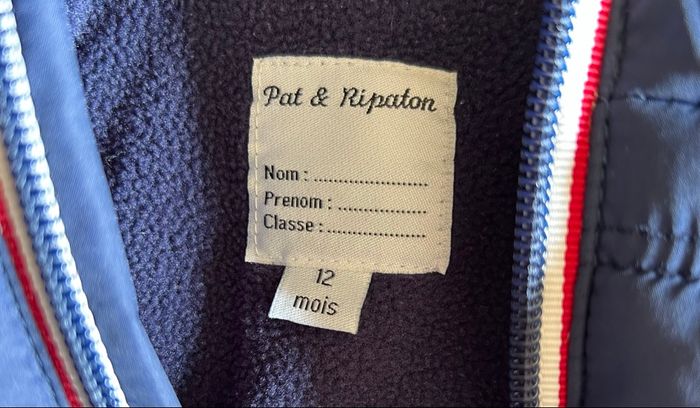 Pat & Ripaton
Nom : ........................
Prenom : ...................
Classe : .....................
12
mois